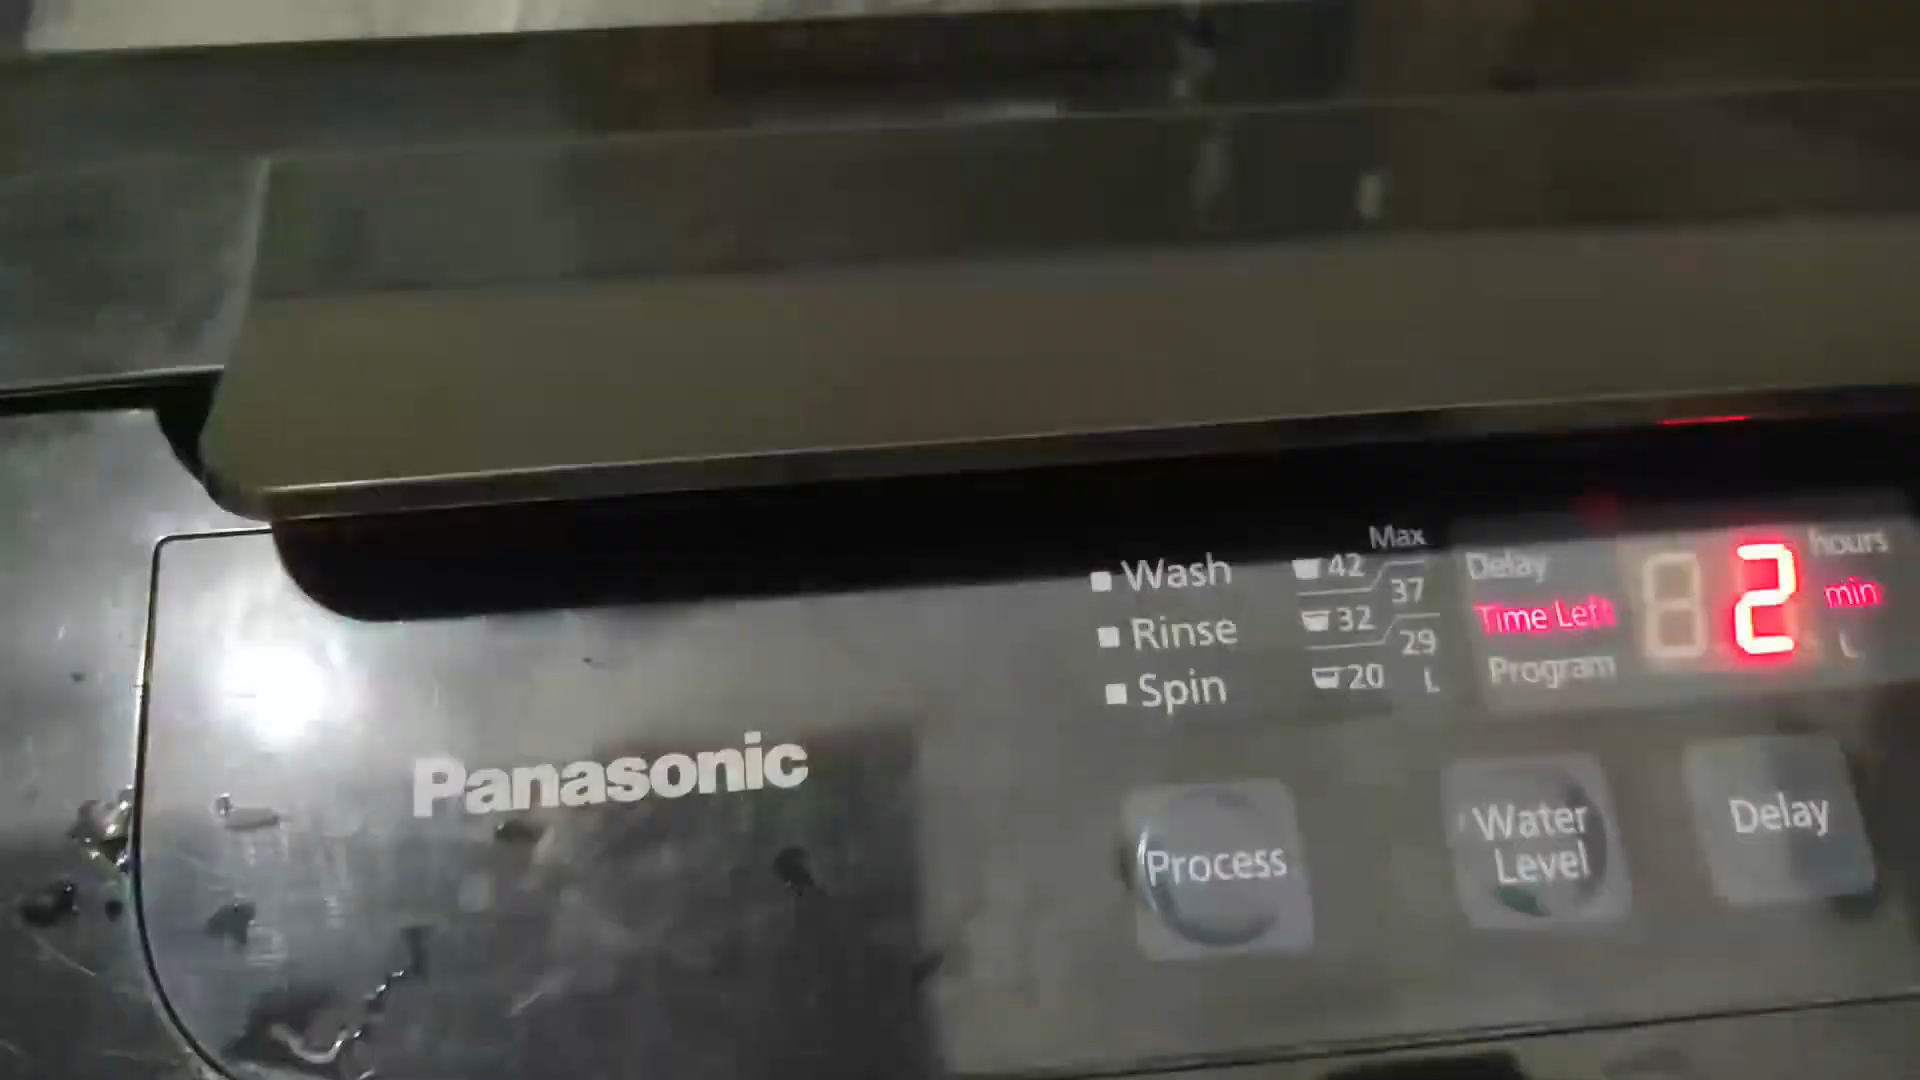 Max
Wash
42
37
Rinse
32
29
Spin
20
L
Delay
Time Left
Program
2
hours
min
L
Panasonic
Process
Water
Level
Delay